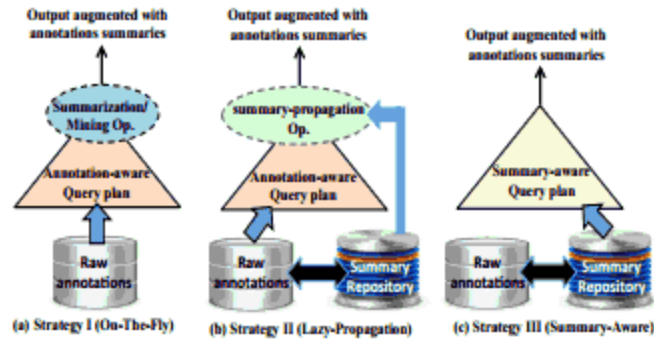 Output augmented with
annotations summaries
Summarization/
Mining Op.
Annotation-aware
Query plan
Raw
annotations
(a) Strategy I (On-The-Fly)
Output augmented with
annotations summaries
summary-propagation
Op.
Annotation-aware
Query plan
Raw
annotations
Summary
Repository
(b) Strategy II (Lazy-Propagation)
Output augmented with
annotations summaries
Summary-aware
Query plan
Raw
annotations
Summary
Repository
(c) Strategy III (Summary-Aware)